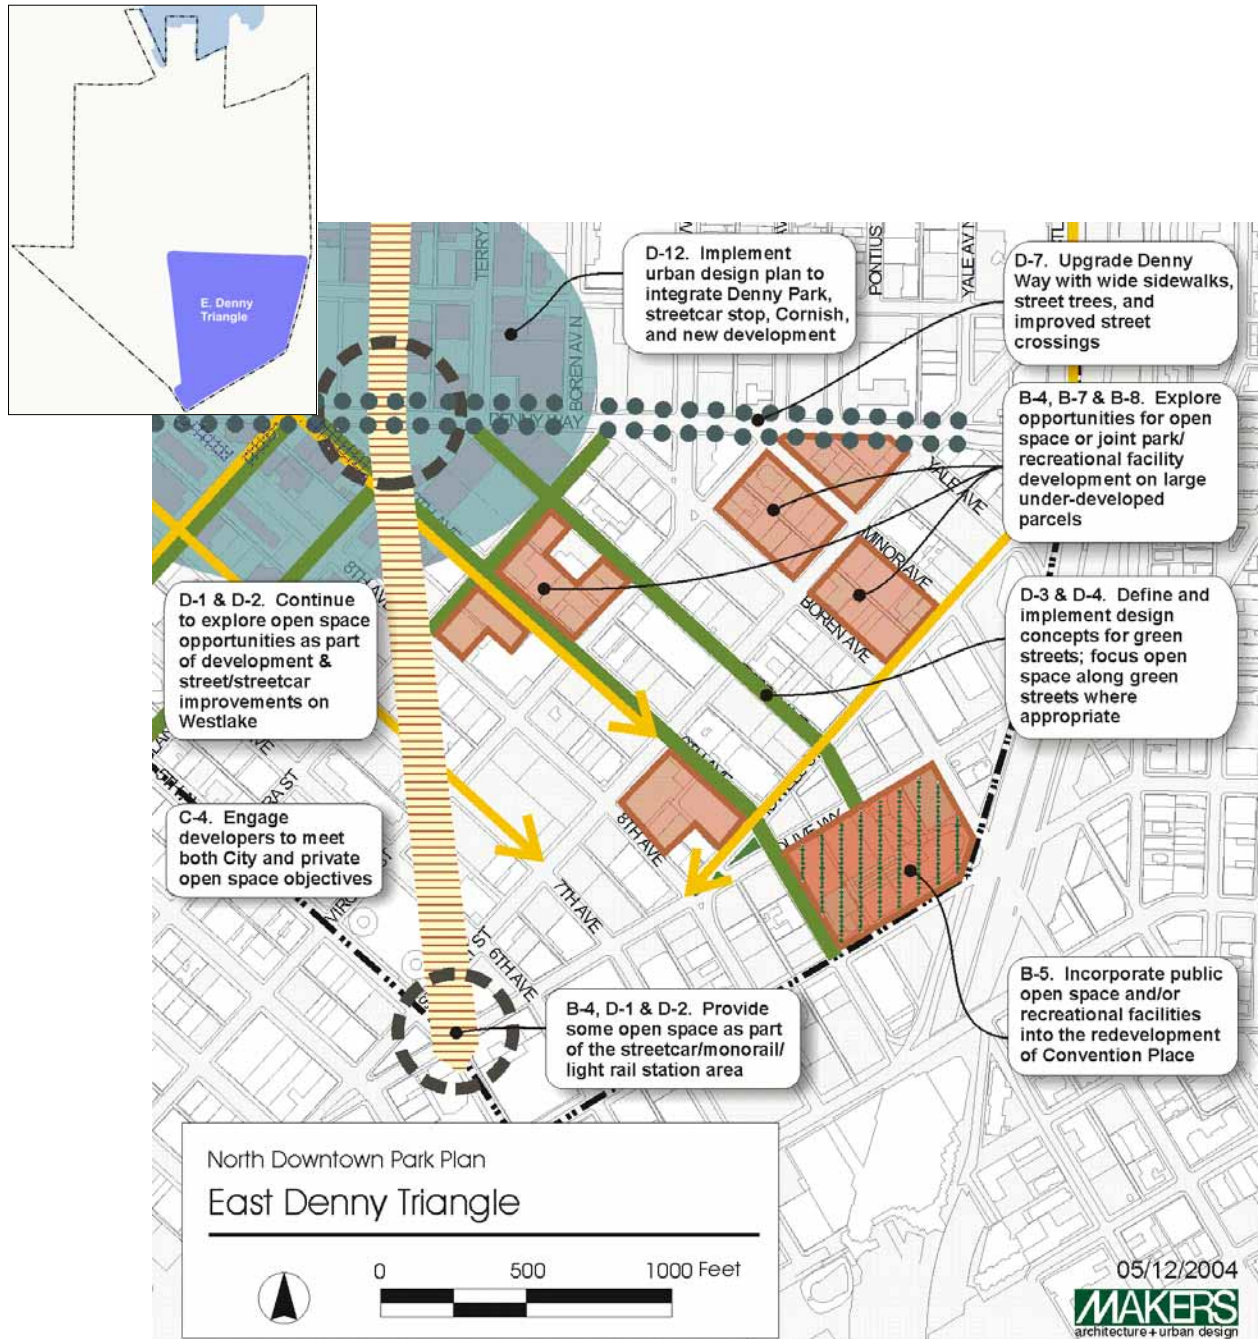 E. Denny
Triangle
TERRY
BOREN AV N
PONTIUS
YALE AV N
D-12. Implement
urban design plan to
integrate Denny Park,
streetcar stop, Cornish,
and new development
D-7. Upgrade Denny
Way with wide sidewalks,
street trees, and
improved street
crossings
DENNY WAY
B-4, B-7 & B-8. Explore
opportunities for open
space or joint park/
recreational facility
development on large
under-developed
parcels
YALE AVE
MINOR AVE
BOREN AVE
8TH AVE
D-1 & D-2. Continue
to explore open space
opportunities as part
of development &
street/streetcar
improvements on
Westlake
D-3 & D-4. Define and
implement design
concepts for green
streets; focus open
space along green
streets where
appropriate
9TH AVE
8TH AVE
OLIVE WY
C-4. Engage
developers to meet
both City and private
open space objectives
7TH AVE
6TH AVE
B-4, D-1 & D-2. Provide
some open space as part
of the streetcar/monorail/
light rail station area
B-5. Incorporate public
open space and/or
recreational facilities
into the redevelopment
of Convention Place
North Downtown Park Plan
East Denny Triangle
0 500 1000 Feet
05/12/2004
MAKERS
architecture + urban design